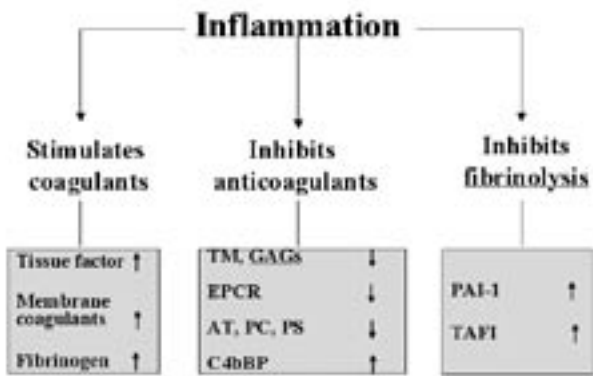 Inflammation
Stimulates
coagulants
Inhibits
anticoagulants
Inhibits
fibrinolysis
Tissue factor ↑
Membrane
coagulants ↑
Fibrinogen ↑
TM, GAGs ↓
EPCR ↓
AT, PC, PS ↓
C4bBP ↑
PAI-1 ↑
TAFI ↑